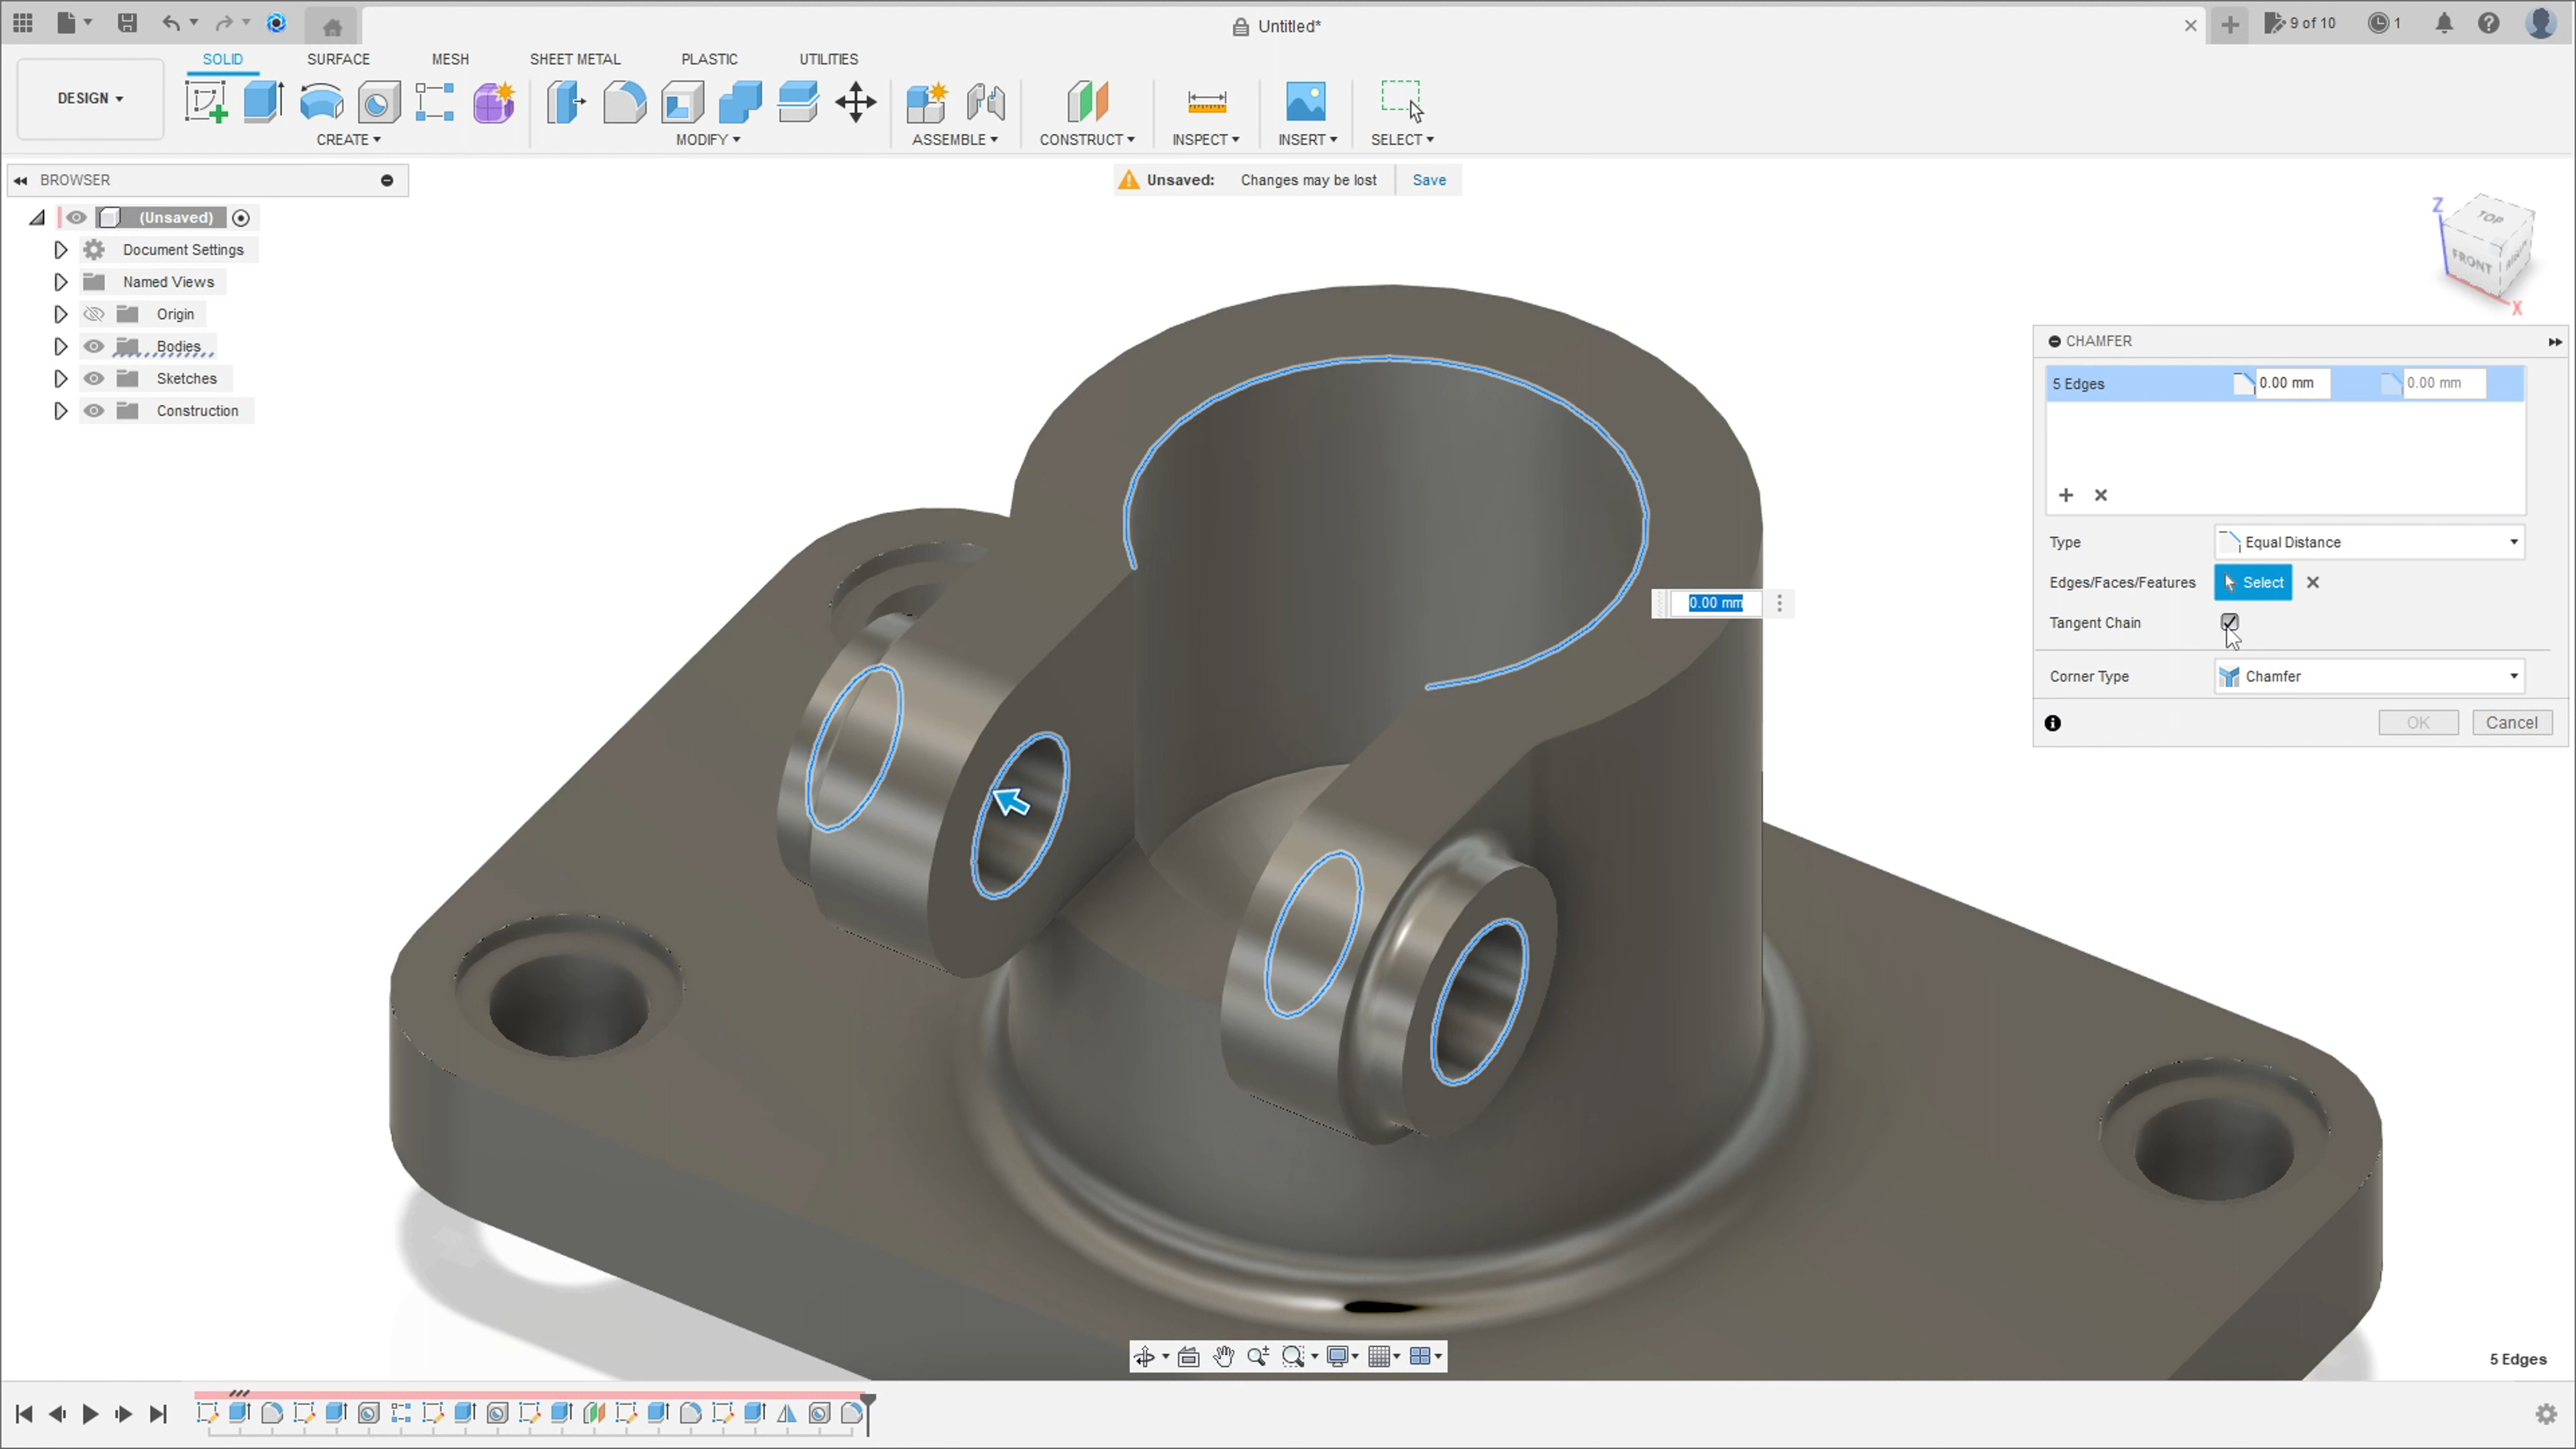 Untitled*
9 of 10
1
SOLID
SURFACE
MESH
SHEET METAL
PLASTIC
UTILITIES
DESIGN
CREATE
MODIFY
ASSEMBLE
CONSTRUCT
INSPECT
INSERT
SELECT
BROWSER
Unsaved: Changes may be lost Save
(Unsaved)
Document Settings
Named Views
Origin
Bodies
Sketches
Construction
Z
TOP
FRONT
X
CHAMFER
5 Edges 0.00 mm 0.00 mm
Type Equal Distance
Edges/Faces/Features Select
0.00 mm
Tangent Chain
Corner Type Chamfer
OK Cancel
5 Edges